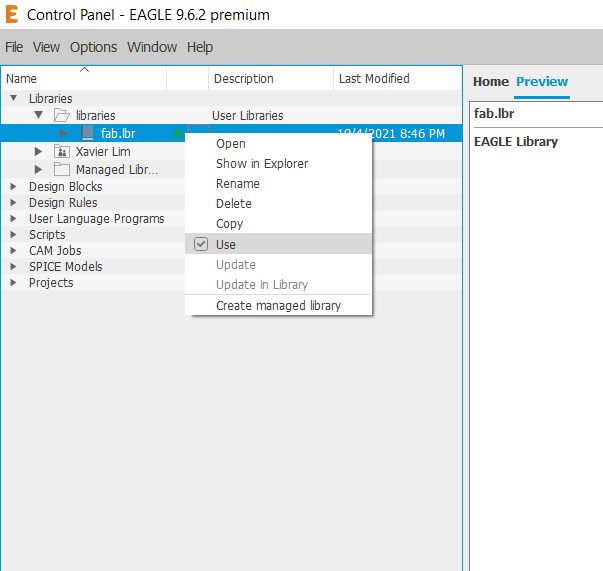 Control Panel - EAGLE 9.6.2 premium
File View Options Window Help
Name Description Last Modified
Home Preview
Libraries
libraries User Libraries
fab.lbr 10/4/2021 8:46 PM
fab.lbr
EAGLE Library
Xavier Lim
Managed Libr...
Design Blocks
Design Rules
User Language Programs
Scripts
CAM Jobs
SPICE Models
Projects
Open
Show in Explorer
Rename
Delete
Copy
Use
Update
Update in Library
Create managed library